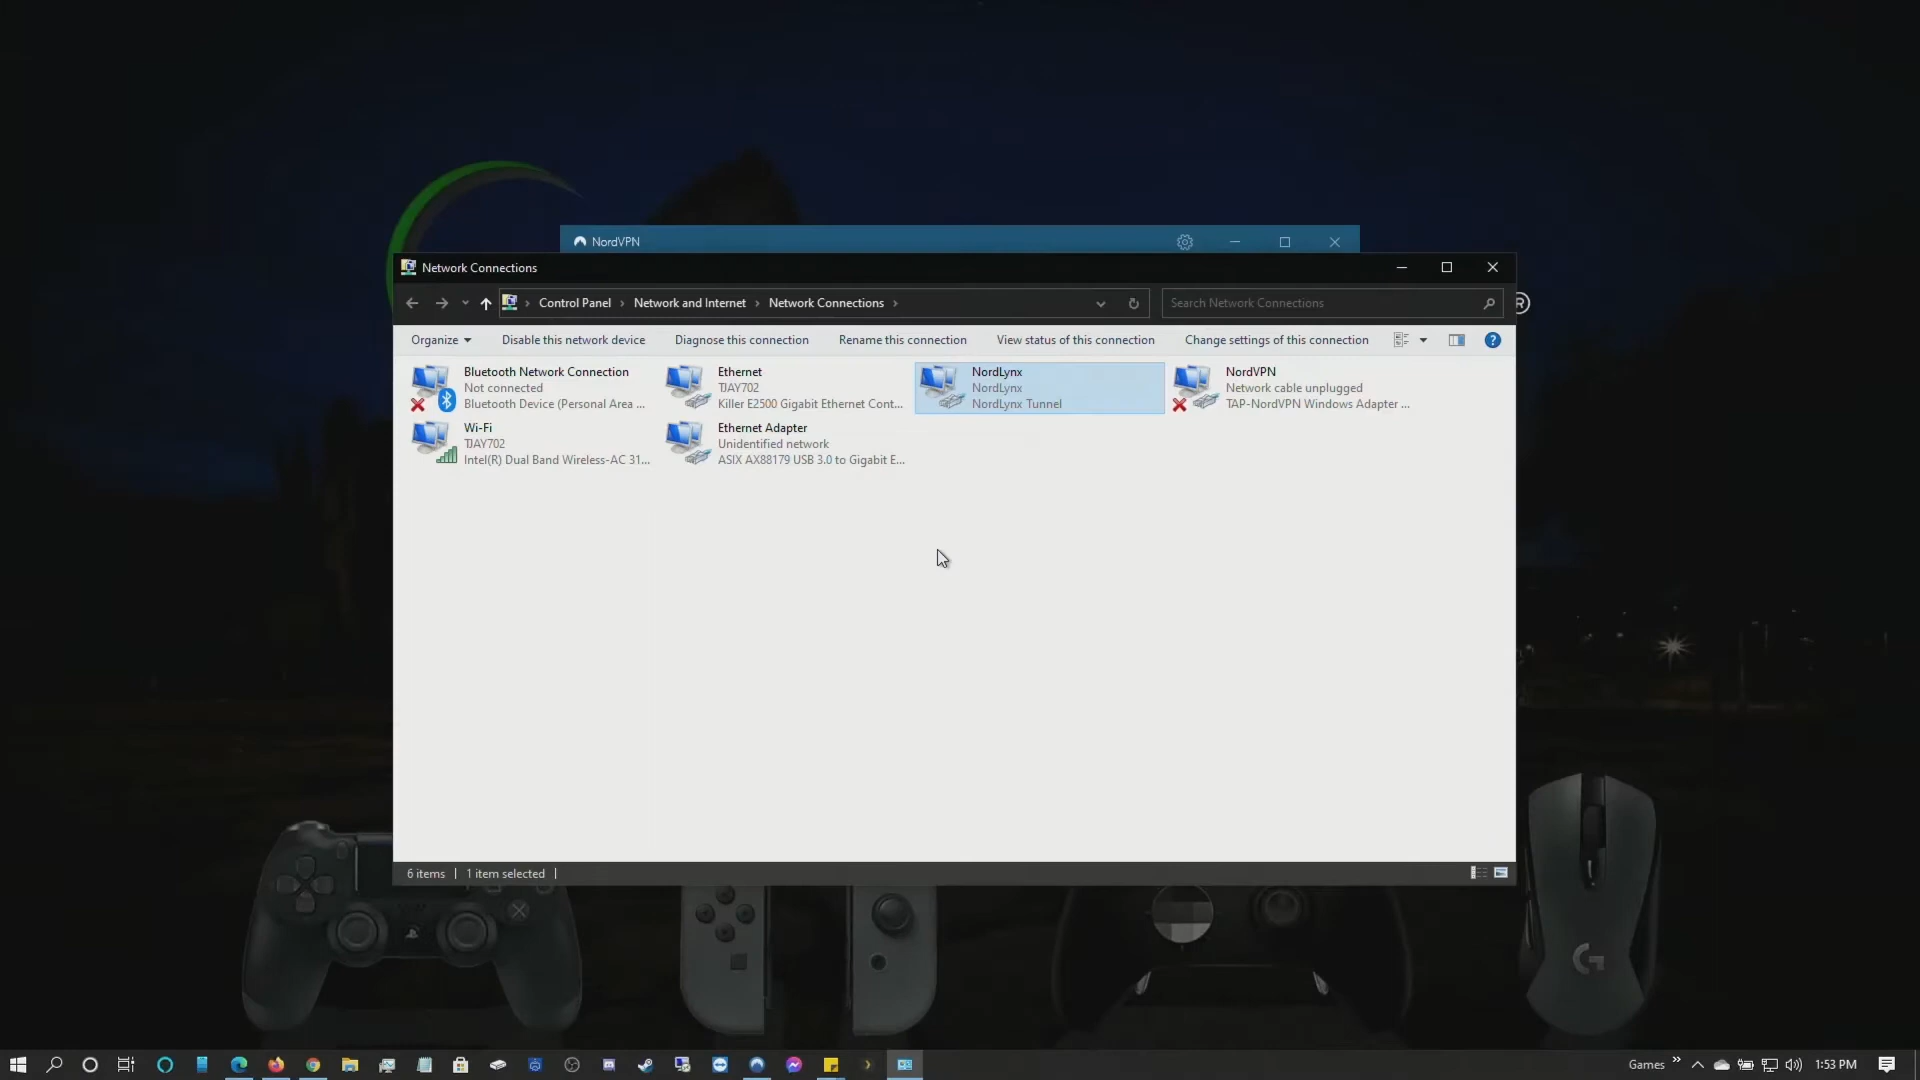 NordVPN
Network Connections
Control Panel > Network and Internet > Network Connections >
Search Network Connections
®
Organize
Disable this network device
Diagnose this connection
Rename this connection
View status of this connection
Change settings of this connection
?
Bluetooth Network Connection
Not connected
Bluetooth Device (Personal Area ...
Ethernet
TJAY702
Killer E2500 Gigabit Ethernet Cont...
NordLynx
NordLynx
NordLynx Tunnel
NordVPN
Network cable unplugged
TAP-NordVPN Windows Adapter ...
Wi-Fi
TJAY702
Intel(R) Dual Band Wireless-AC 31...
Ethernet Adapter
Unidentified network
ASIX AX88179 USB 3.0 to Gigabit E...
6 items
1 item selected
G
Games
1:53 PM